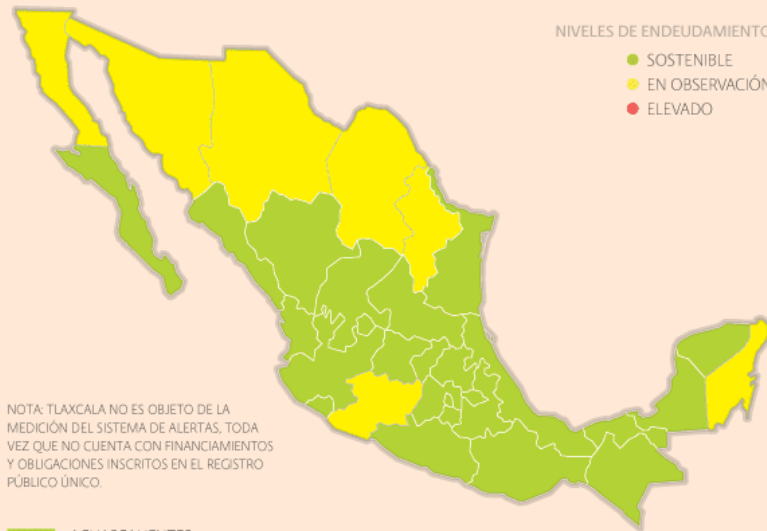 NIVELES DE ENDEUDAMIENTO
SOSTENIBLE
EN OBSERVACIÓN
ELEVADO
NOTA: TLAXCALA NO ES OBJETO DE LA
MEDICIÓN DEL SISTEMA DE ALERTAS, TODA
VEZ QUE NO CUENTA CON FINANCIAMIENTOS
Y OBLIGACIONES INSCRITOS EN EL REGISTRO
PÚBLICO ÚNICO.